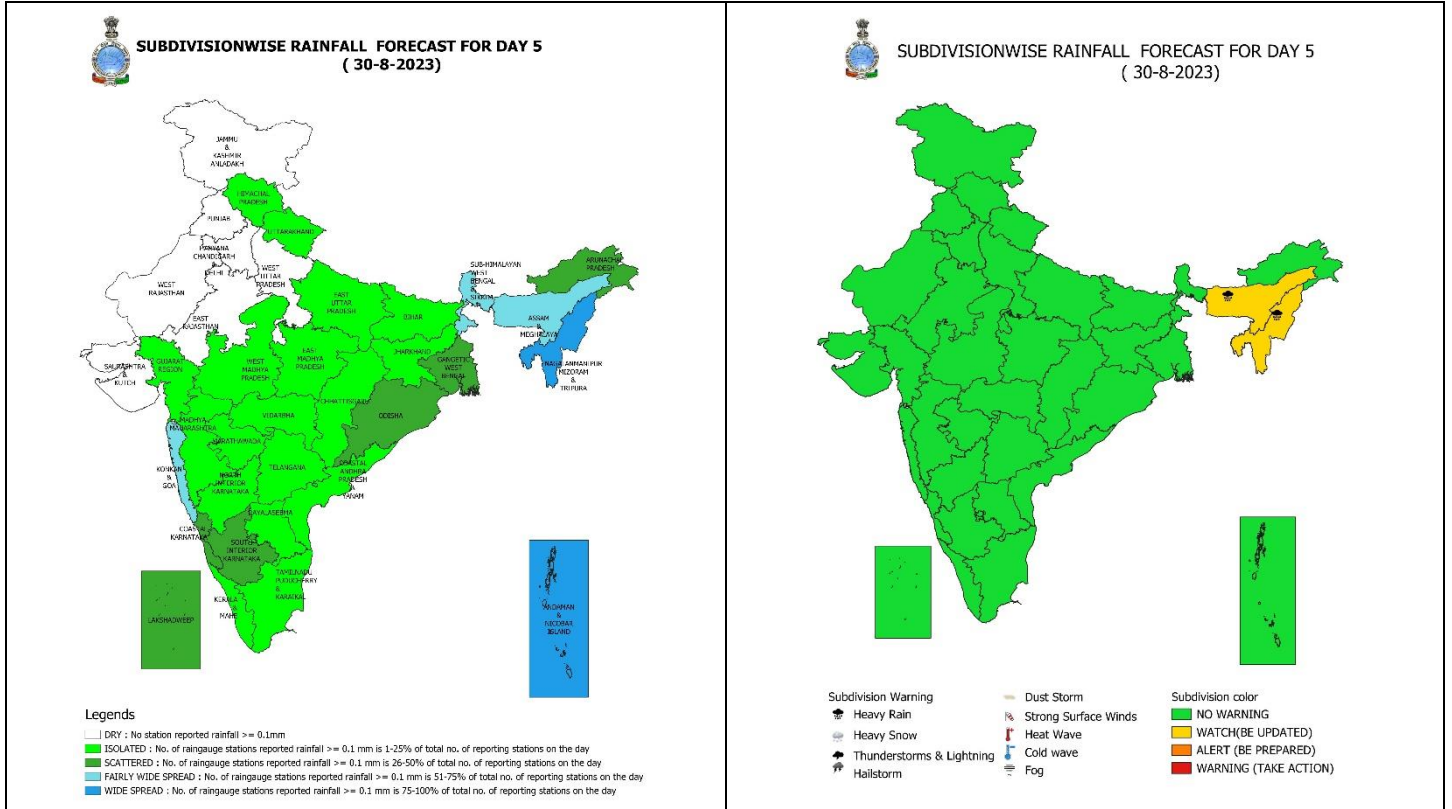 SUBDIVISIONWISE RAINFALL FORECAST FOR DAY 5
( 30-8-2023)
JAMMU
&
KASHMIR
ANLADAKH
HIMACHAL
PRADESH
PUNJAB
UTTARAKHAND
HARYANA
CHANDIGARH
&
DELHI
WEST
UTTAR
PRADESH
WEST
RAJASTHAN
EAST
RAJASTHAN
EAST
UTTAR
PRADESH
BIHAR
SUB-HIMALAYAN
WEST
BENGAL
&
SIKKIM
ARUNACHAL
PRADESH
ASSAM
&
MEGHALAYA
NAGALANMANIPUR
MIZORAM
&
TRIPURA
SAURASHTRA
&
KUTCH
GUJARAT
REGION
WEST
MADHYA
PRADESH
EAST
MADHYA
PRADESH
JHARKHAND
GANGETIC
WEST
BENGAL
CHHATTISGARH
ODISHA
VIDARBHA
MADHYA
MAHARASHTRA
MARATHAWADA
KONKAN
&
GOA
TELANGANA
COASTAL
ANDHRA
PRADESH
&
YANAM
NORTH
INTERIOR
KARNATAKA
RAYALASEEMA
COASTAL
KARNATAKA
SOUTH
INTERIOR
KARNATAKA
TAMILNADU
PUDUCHERRY
&
KARAIKAL
KERALA
&
MAHE
LAKSHADWEEP
ANDAMAN
&
NICOBAR
ISLAND
Legends
DRY : No station reported rainfall >= 0.1mm
ISOLATED : No. of raingauge stations reported rainfall >= 0.1 mm is 1-25% of total no. of reporting stations on the day
SCATTERED : No. of raingauge stations reported rainfall >= 0.1 mm is 26-50% of total no. of reporting stations on the day
FAIRLY WIDE SPREAD : No. of raingauge stations reported rainfall >= 0.1 mm is 51-75% of total no. of reporting stations on the day
WIDE SPREAD : No. of raingauge stations reported rainfall >= 0.1 mm is 75-100% of total no. of reporting stations on the day
SUBDIVISIONWISE RAINFALL FORECAST FOR DAY 5
( 30-8-2023)
Subdivision Warning
Heavy Rain
Heavy Snow
Thunderstorms & Lightning
Hailstorm
Dust Storm
Strong Surface Winds
Heat Wave
Cold wave
Fog
Subdivision color
NO WARNING
WATCH(BE UPDATED)
ALERT (BE PREPARED)
WARNING (TAKE ACTION)